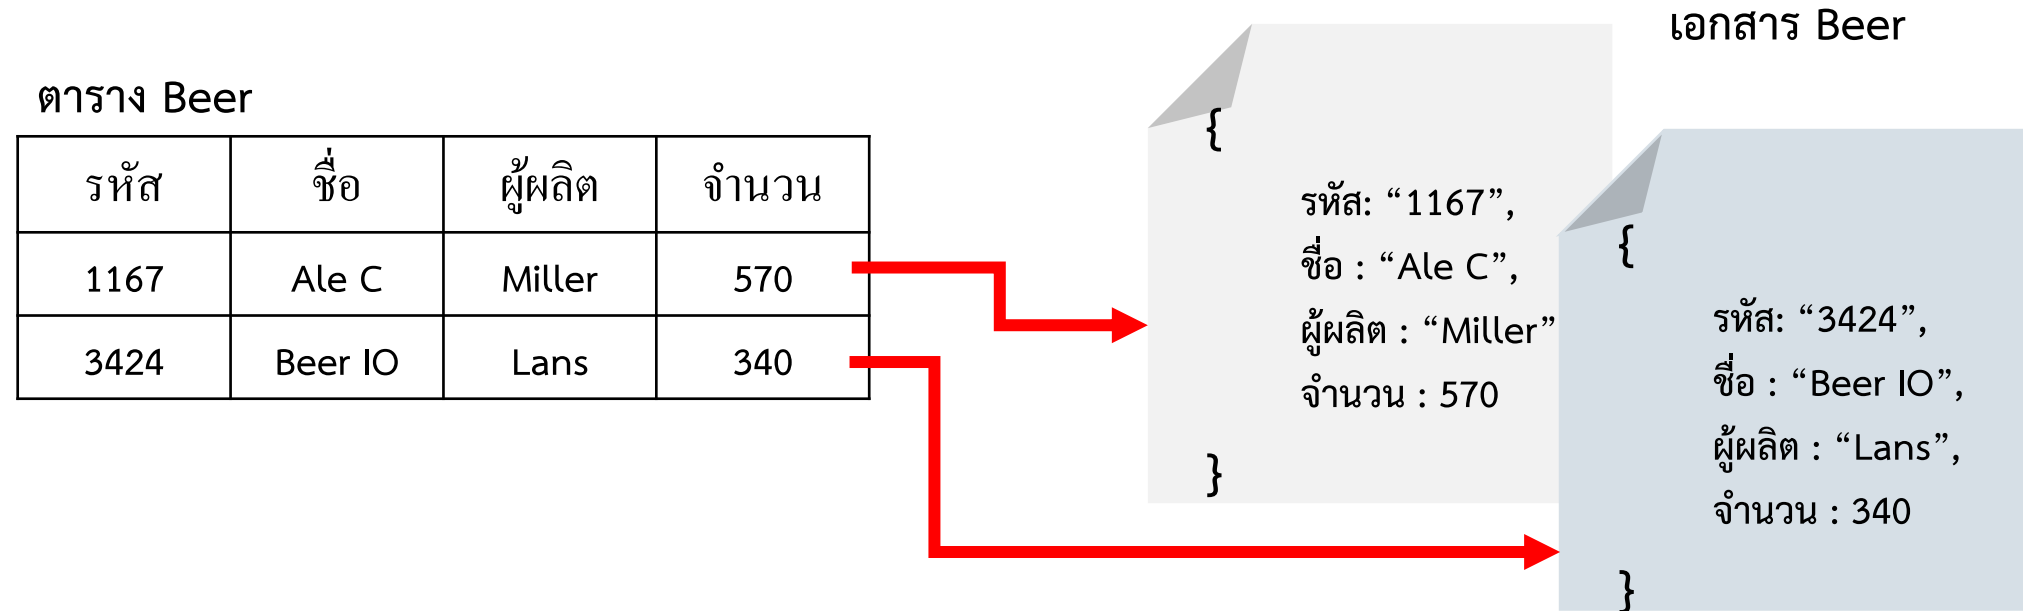 เอกสาร Beer
ตาราง Beer
รหัส ชื่อ ผู้ผลิต จำนวน
1167 Ale C Miller 570
3424 Beer IO Lans 340
{
รหัส: “1167”,
ชื่อ : “Ale C”,
ผู้ผลิต : “Miller”
จำนวน : 570
}
{
รหัส: “3424”,
ชื่อ : “Beer IO”,
ผู้ผลิต : “Lans”,
จำนวน : 340
}